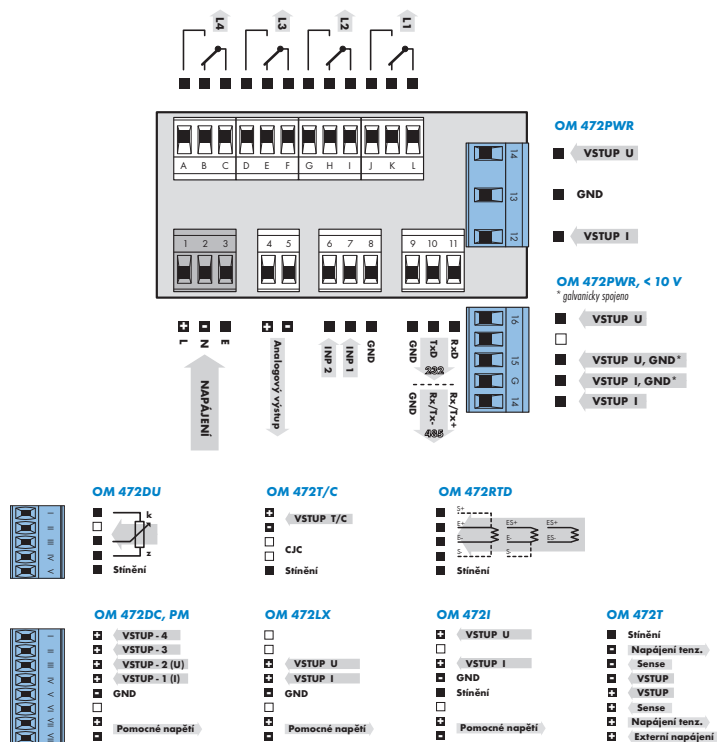 L4 L3 L2 L1
A B C D E F G H I J K L
14
13
12
OM 472PWR
VSTUP U
GND
VSTUP I
1 2 3 4 5 6 7 8 9 10 11
L N E
NAPÁJENÍ
Analogový výstup
INP 2
INP 1
GND
GND TxD RxD
232
GND Rx/Tx- Rx/Tx+
485
16
15
G
14
OM 472PWR, < 10 V
* galvanicky spojeno
VSTUP U
VSTUP U, GND*
VSTUP I, GND*
VSTUP I
I
II
III
IV
V
OM 472DU
k
z
Stínění
OM 472T/C
VSTUP T/C
CJC
Stínění
OM 472RTD
S+
E+ ES+ ES+
E- E- ES-
S- S-
Stínění
I
II
III
IV
V
VI
VII
VIII
OM 472DC, PM
VSTUP - 4
VSTUP - 3
VSTUP - 2 (U)
VSTUP - 1 (I)
GND
Pomocné napětí
OM 472LX
VSTUP U
VSTUP I
GND
Pomocné napětí
OM 472I
VSTUP U
VSTUP I
GND
Stínění
Pomocné napětí
OM 472T
Stínění
Napájení tenz.
Sense
VSTUP
VSTUP
Sense
Napájení tenz.
Externí napájení